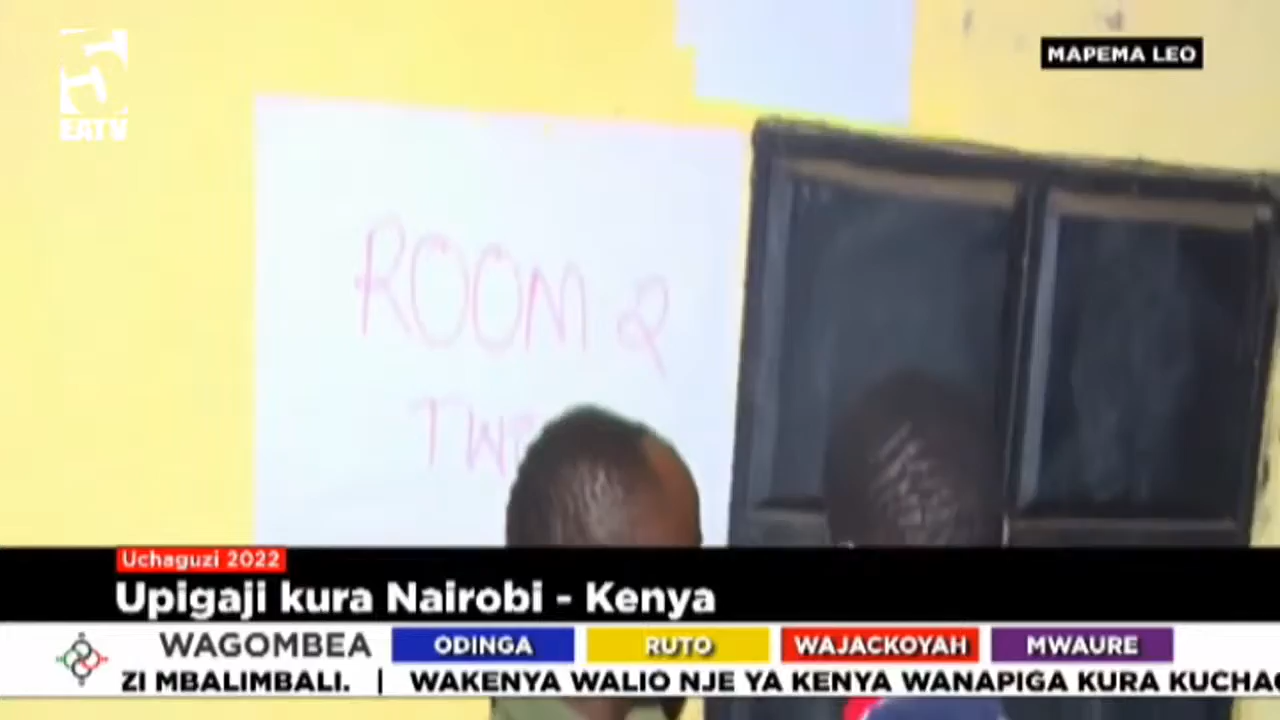 EATV
MAPEMA LEO
ROOM 2
Uchaguzi 2022
Upigaji kura Nairobi - Kenya
WAGOMBEA ODINGA RUTO WAJACKOYAH MWAURE
ZI MBALIMBALI. | WAKENYA WALIO NJE YA KENYA WANAPIGA KURA